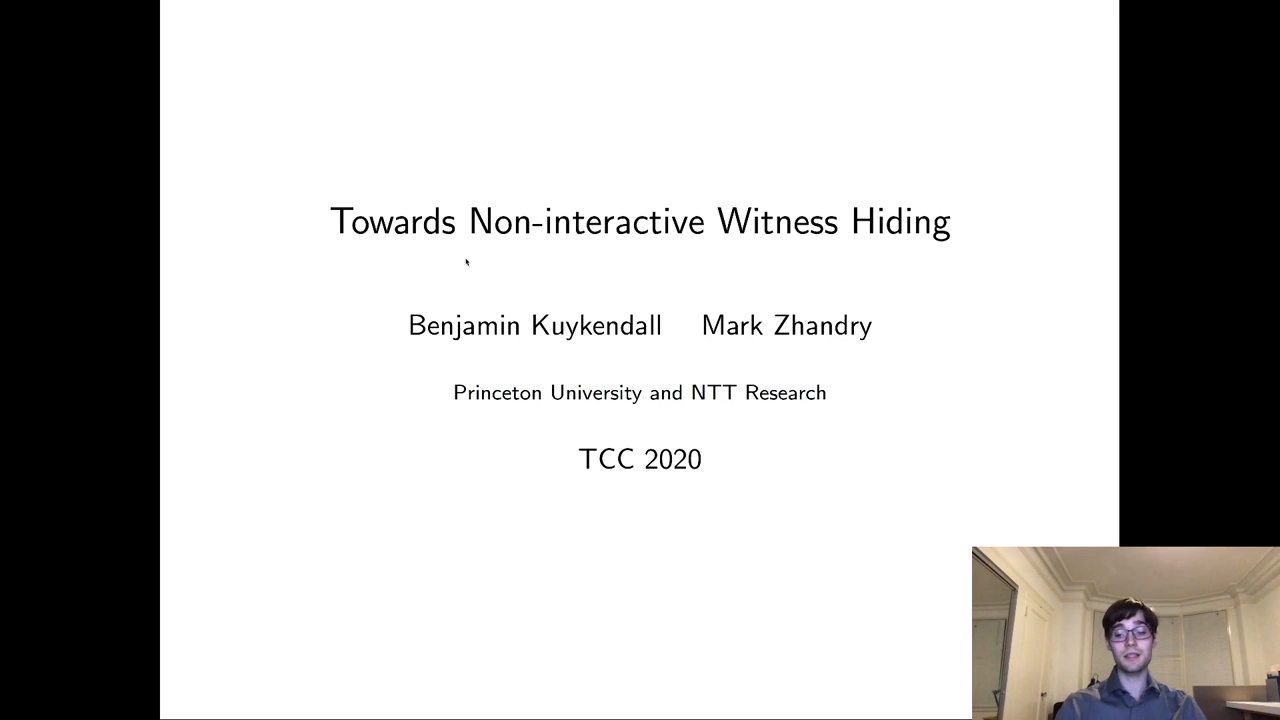 Towards Non-interactive Witness Hiding
Benjamin Kuykendall Mark Zhandry
Princeton University and NTT Research
TCC 2020